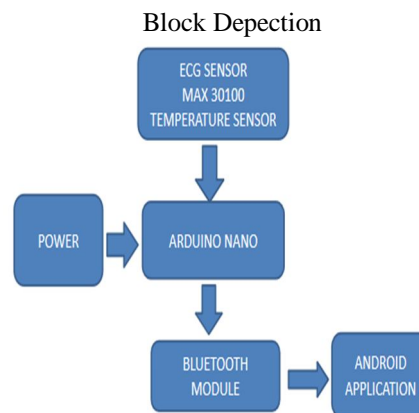 Block Depection
ECG SENSOR
MAX 30100
TEMPERATURE SENSOR
POWER
ARDUINO NANO
BLUETOOTH
MODULE
ANDROID
APPLICATION